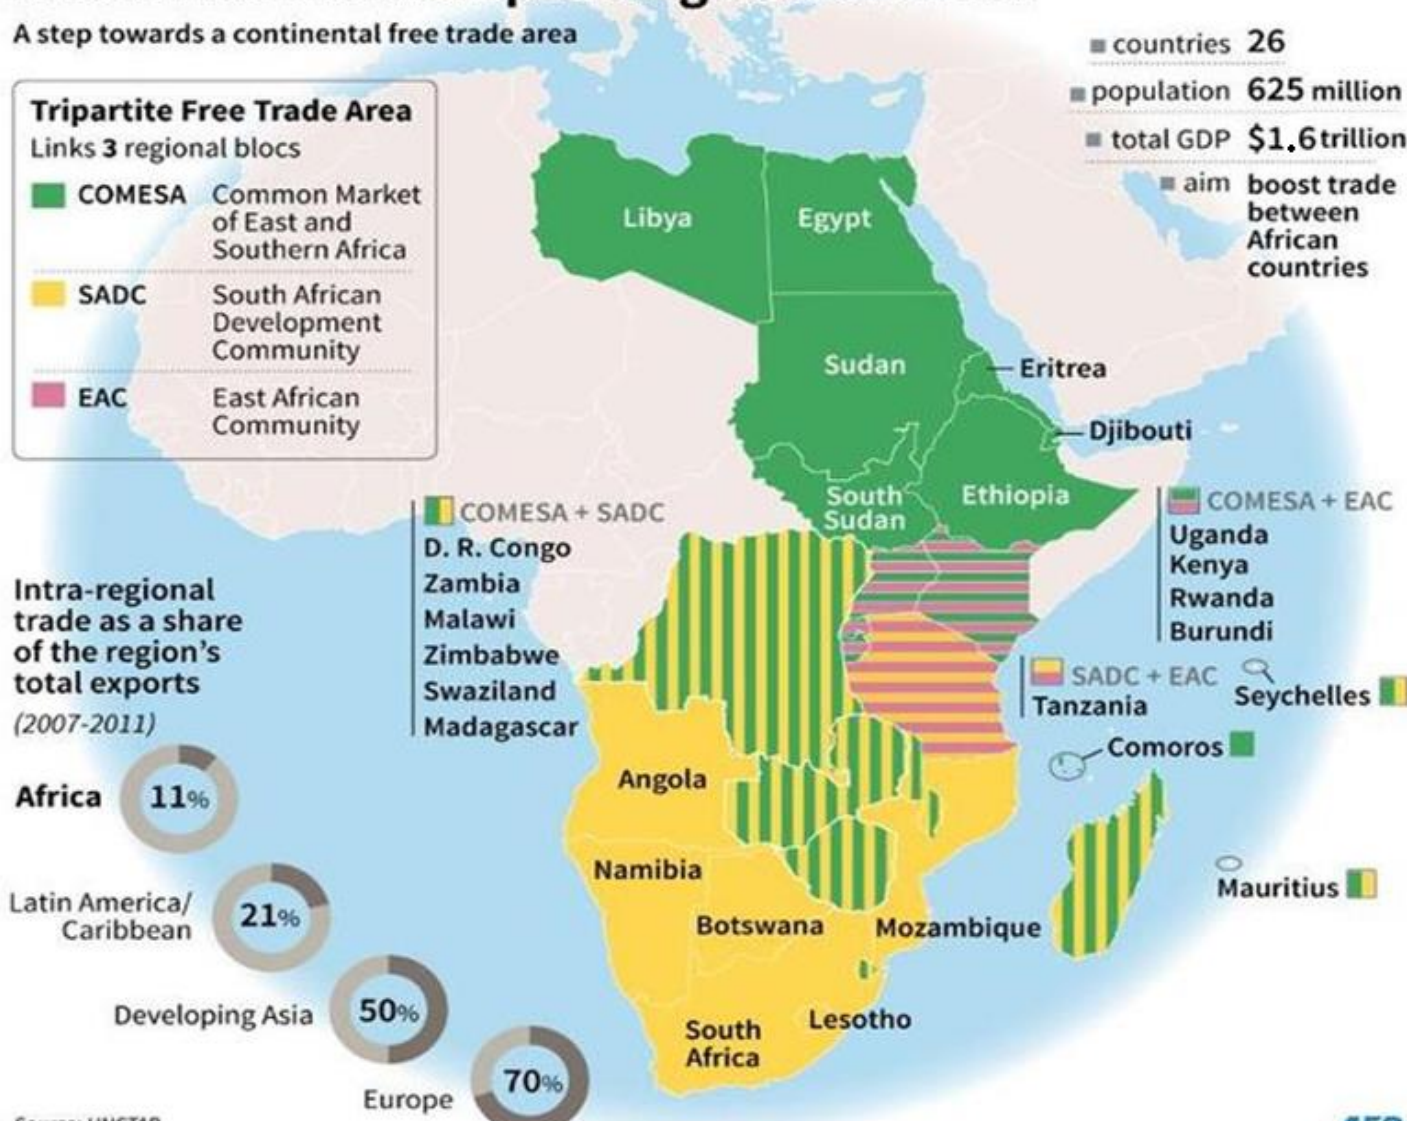 A step towards a continental free trade area
countries 26
population 625 million
total GDP $1.6 trillion
aim boost trade
between
African
countries
Tripartite Free Trade Area
Links 3 regional blocs
COMESA Common Market
of East and
Southern Africa
SADC South African
Development
Community
EAC East African
Community
Libya
Egypt
Sudan
Eritrea
Djibouti
South
Sudan
Ethiopia
COMESA + SADC
D. R. Congo
Zambia
Malawi
Zimbabwe
Swaziland
Madagascar
COMESA + EAC
Uganda
Kenya
Rwanda
Burundi
SADC + EAC
Tanzania
Seychelles
Comoros
Mauritius
Angola
Namibia
Botswana
Mozambique
South
Africa
Lesotho
Intra-regional
trade as a share
of the region's
total exports
(2007-2011)
Africa 11%
Latin America/
Caribbean 21%
Developing Asia 50%
Europe 70%